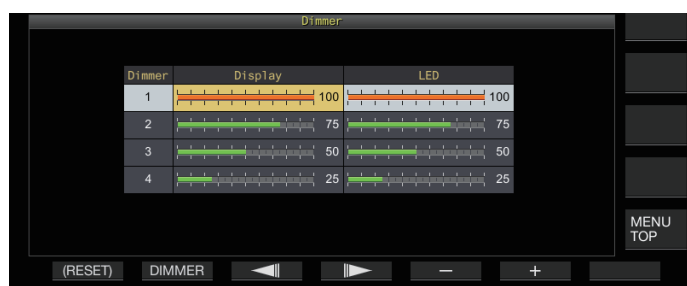 Dimmer
Dimmer Display LED
1 100 100
2 75 75
3 50 50
4 25 25
MENU
TOP
(RESET) DIMMER − +